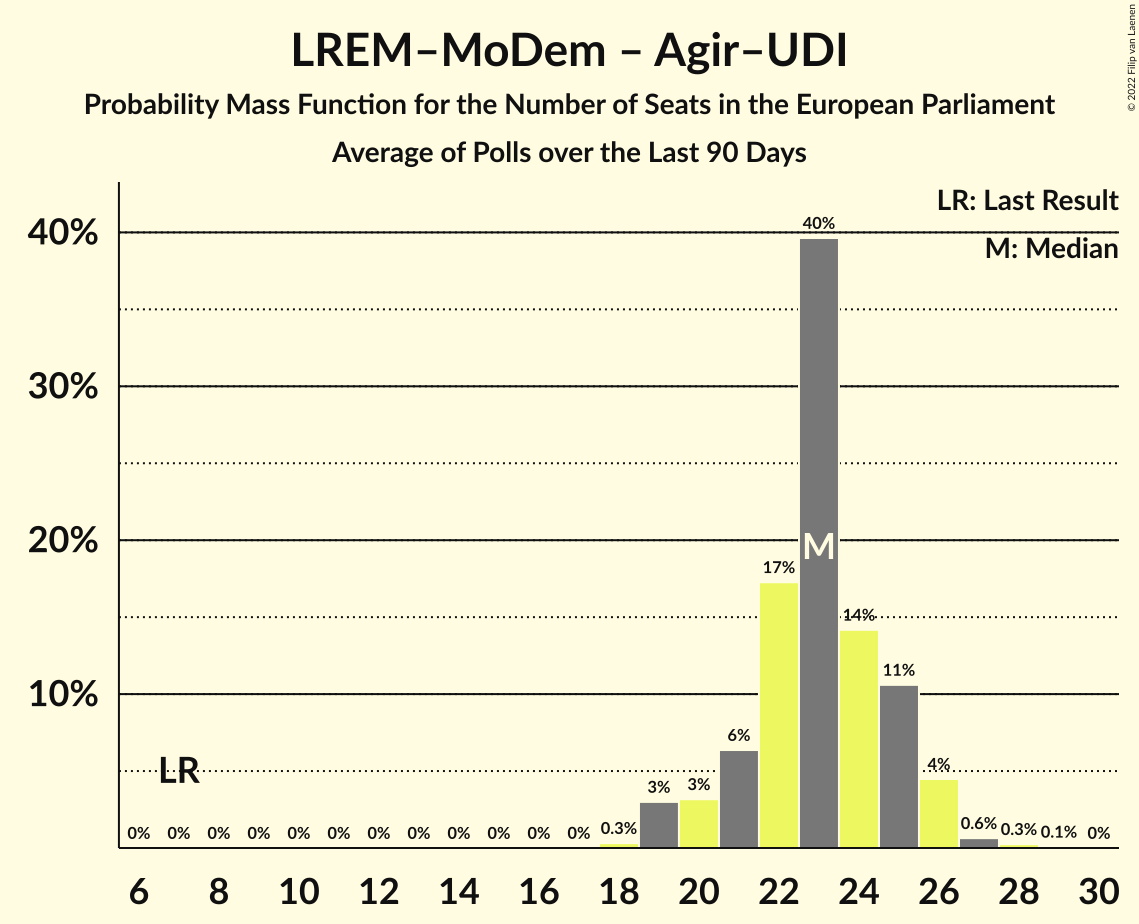 LREM–MoDem – Agir–UDI
Probability Mass Function for the Number of Seats in the European Parliament
Average of Polls over the Last 90 Days
© 2022 Filip van Laenen
LR: Last Result
M: Median
40%
30%
20%
10%
40%
M
17%
14%
11%
6%
LR
4%
3% 3%
0% 0% 0% 0% 0% 0% 0% 0% 0% 0% 0% 0% 0.3% 0.6% 0.3% 0.1% 0%
6 8 10 12 14 16 18 20 22 24 26 28 30